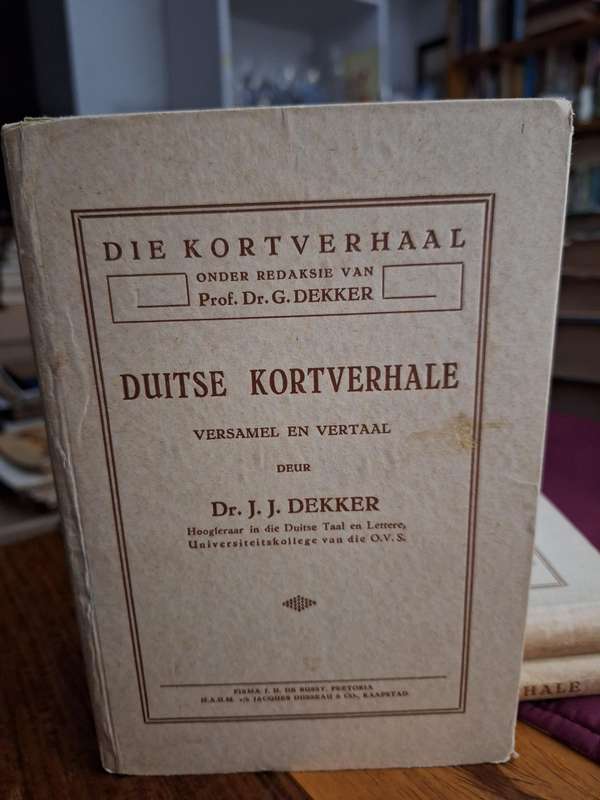 DIE KORTVERHAAL
ONDER REDAKSIE VAN
Prof. Dr. G. DEKKER
DUITSE KORTVERHALE
VERSAMEL EN VERTAAL
DEUR
Dr. J. J. DEKKER
Hoogleraar in die Duitse Taal en Lettere,
Universiteitskollege van die O.V.S.
FIRMA J. H. DE BUSSY, PRETORIA
H.A.U.M. v/h JACQUES DUSSEAU & CO., KAAPSTAD
HALE